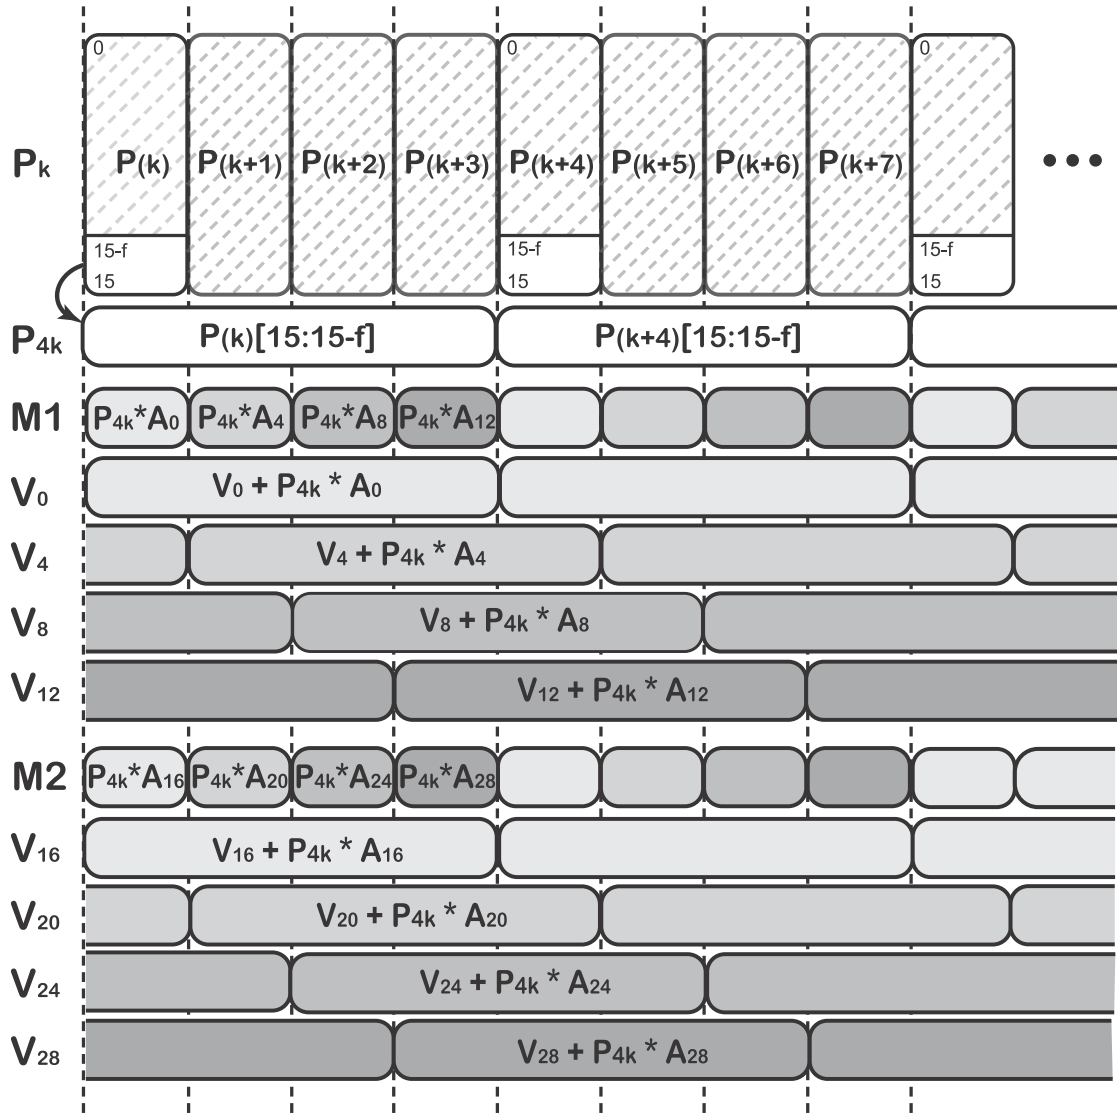 0 0 0
Pk P(k) P(k+1) P(k+2) P(k+3) P(k+4) P(k+5) P(k+6) P(k+7) •••
15-f 15-f 15-f
15 15 15
P4k P(k)[15:15-f] P(k+4)[15:15-f]
M1 P4k*A0 P4k*A4 P4k*A8 P4k*A12
V0 V0 + P4k * A0
V4 V4 + P4k * A4
V8 V8 + P4k * A8
V12 V12 + P4k * A12
M2 P4k*A16 P4k*A20 P4k*A24 P4k*A28
V16 V16 + P4k * A16
V20 V20 + P4k * A20
V24 V24 + P4k * A24
V28 V28 + P4k * A28